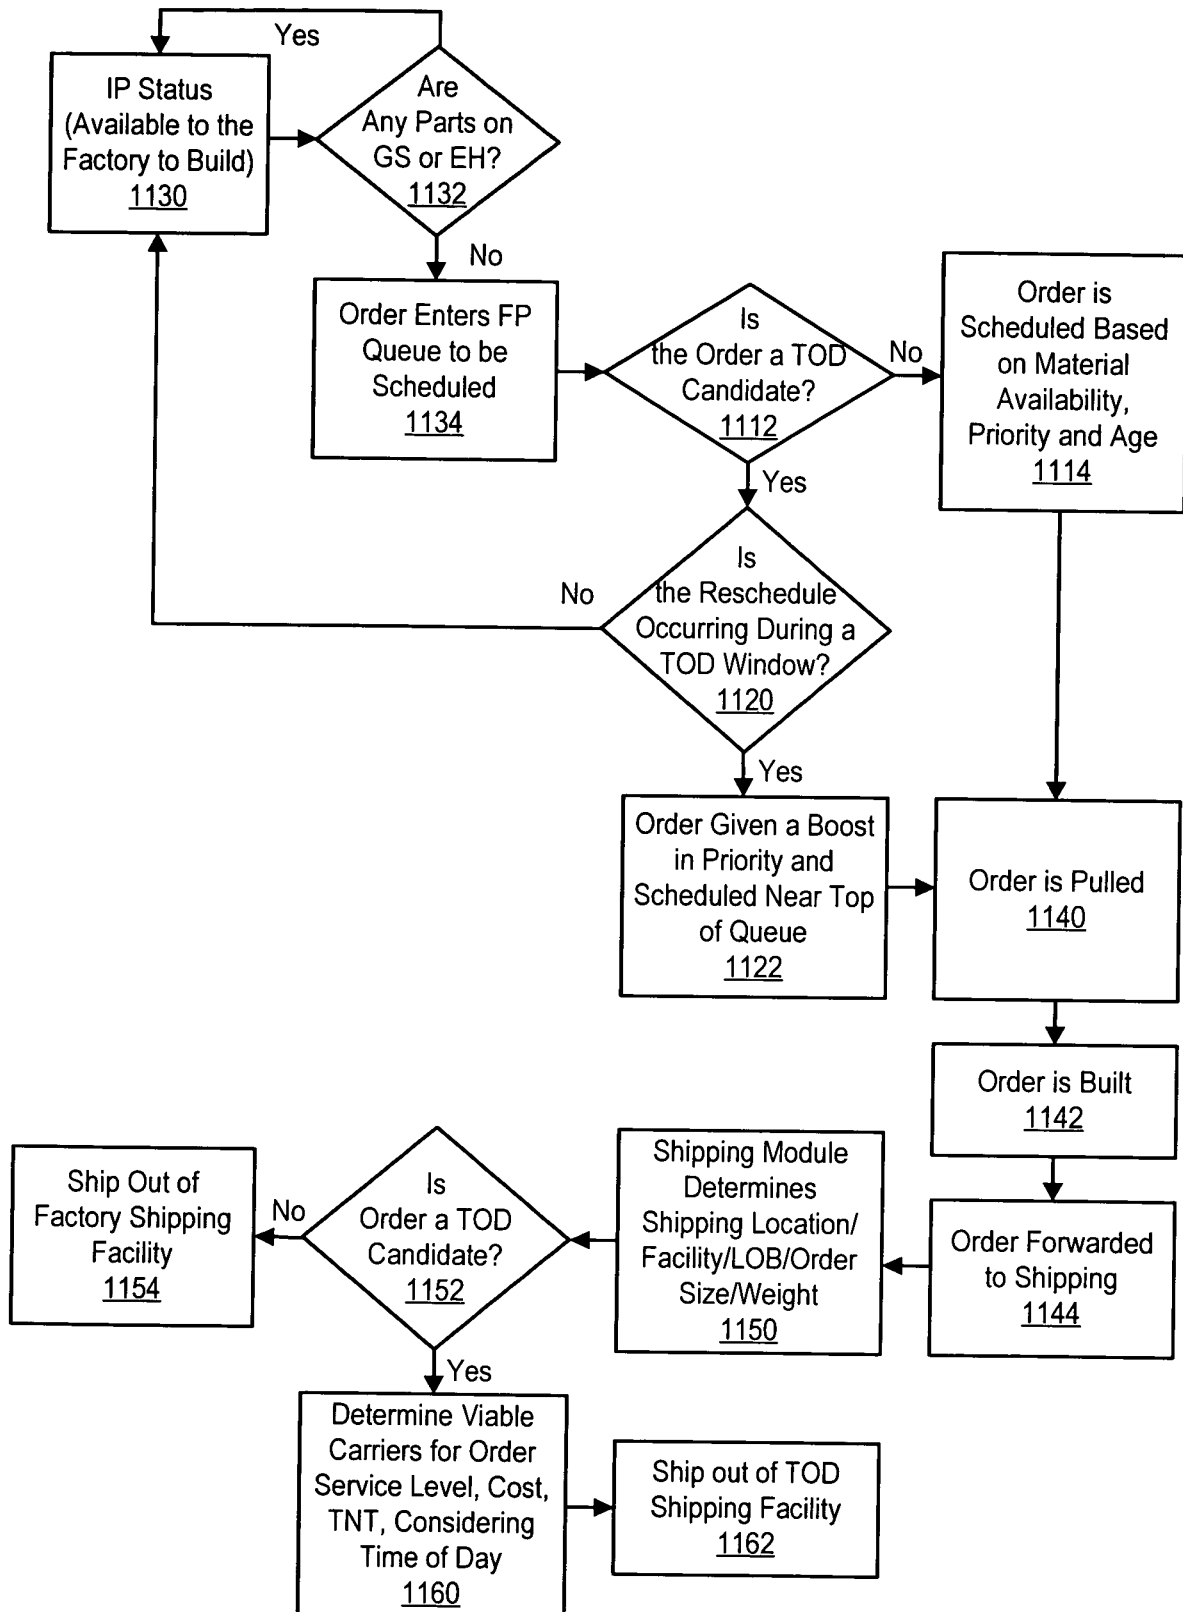 Yes
IP Status
(Available to the
Factory to Build)
1130
Are
Any Parts on
GS or EH?
1132
No
Order Enters FP
Queue to be
Scheduled
1134
Is
the Order a TOD
Candidate?
1112
No
Order is
Scheduled Based
on Material
Availability,
Priority and Age
1114
Yes
Is
the Reschedule
Occurring During a
TOD Window?
1120
No
Yes
Order Given a Boost
in Priority and
Scheduled Near Top
of Queue
1122
Order is Pulled
1140
Order is Built
1142
Order Forwarded
to Shipping
1144
Shipping Module
Determines
Shipping Location/
Facility/LOB/Order
Size/Weight
1150
Is
Order a TOD
Candidate?
1152
No
Ship Out of
Factory Shipping
Facility
1154
Yes
Determine Viable
Carriers for Order
Service Level, Cost,
TNT, Considering
Time of Day
1160
Ship out of TOD
Shipping Facility
1162